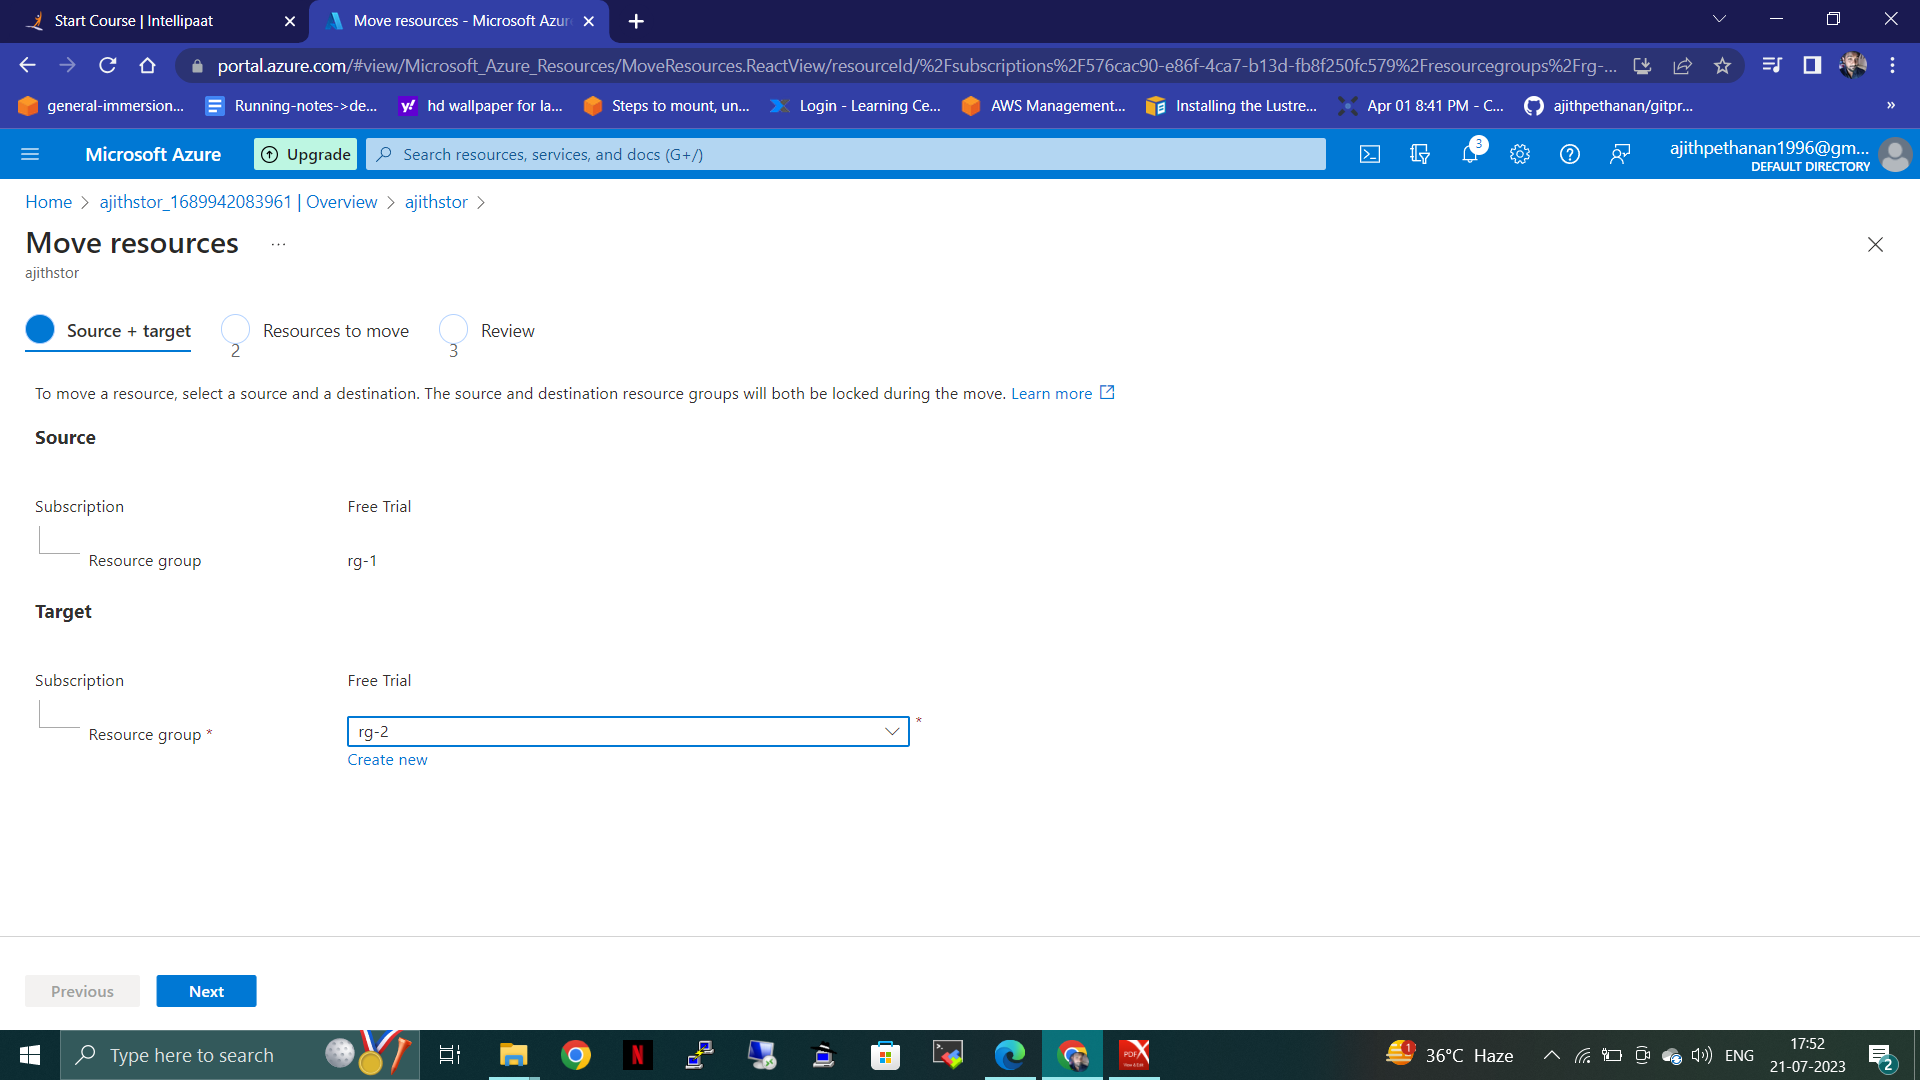 Start Course | Intellipaat
Move resources - Microsoft Azur
portal.azure.com/#view/Microsoft_Azure_Resources/MoveResources.ReactView/resourceId/%2Fsubscriptions%2F576cac90-e86f-4ca7-b13d-fb8f250fc579%2Fresourcegroups%2Frg-...
general-immersion...
Running-notes->de...
hd wallpaper for la...
Steps to mount, un...
Login - Learning Ce...
AWS Management...
Installing the Lustre...
Apr 01 8:41 PM - C...
ajithpethanan/gitpr...
»
Microsoft Azure
Upgrade
Search resources, services, and docs (G+/)
3
ajithpethanan1996@gm...
DEFAULT DIRECTORY
Home > ajithstor_1689942083961 | Overview > ajithstor >
Move resources ...
ajithstor
Source + target
2
Resources to move
3
Review
To move a resource, select a source and a destination. The source and destination resource groups will both be locked during the move. Learn more
Source
Subscription Free Trial
Resource group rg-1
Target
Subscription Free Trial
Resource group * rg-2 *
Create new
Previous
Next
Type here to search
N
PDF
1
36°C Haze
ENG
17:52
21-07-2023
2